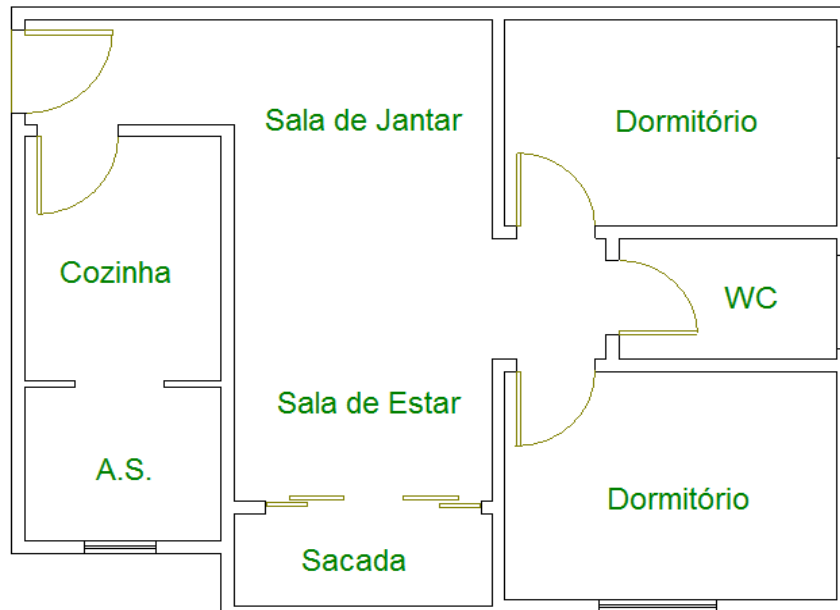 Sala de Jantar
Dormitório
Cozinha
WC
Sala de Estar
A.S.
Dormitório
Sacada